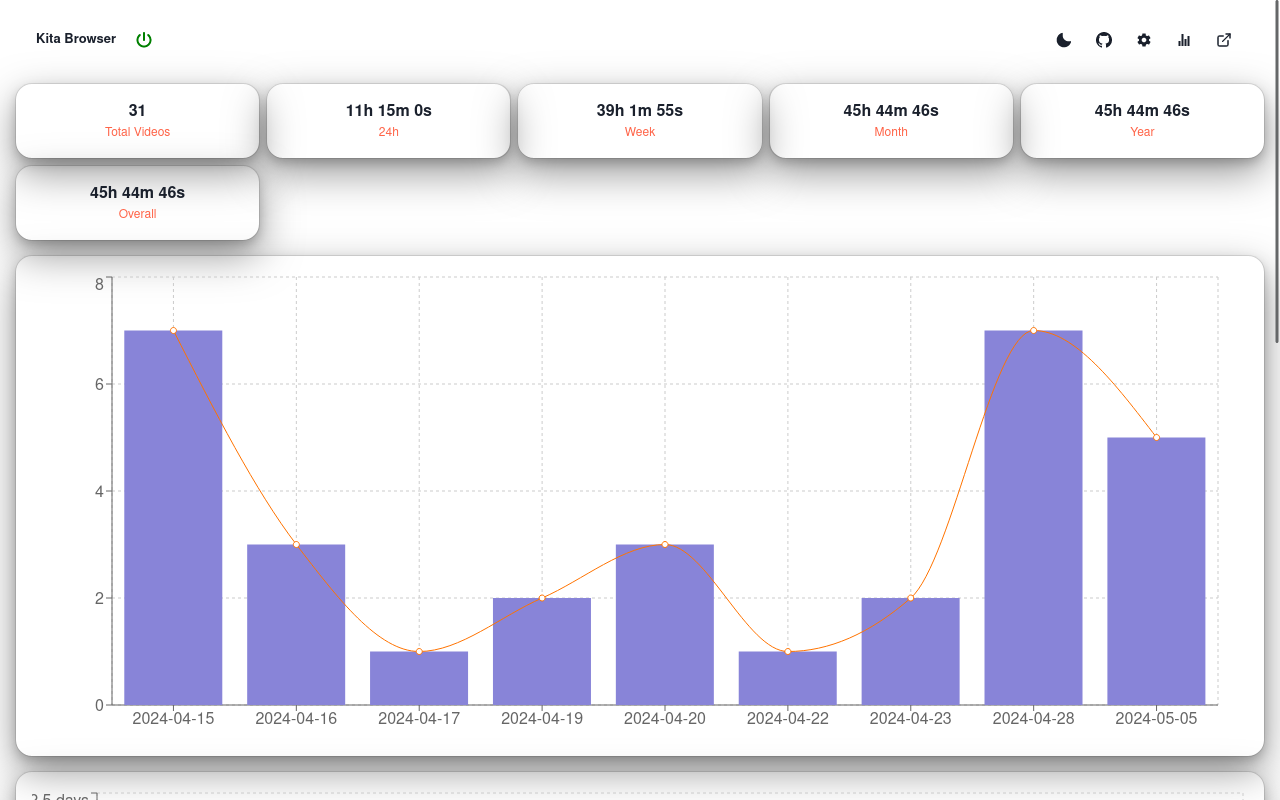 Kita Browser
31
Total Videos
11h 15m 0s
24h
39h 1m 55s
Week
45h 44m 46s
Month
45h 44m 46s
Year
45h 44m 46s
Overall
8
6
4
2
0
2024-04-15
2024-04-16
2024-04-17
2024-04-19
2024-04-20
2024-04-22
2024-04-23
2024-04-28
2024-05-05
2.5 days